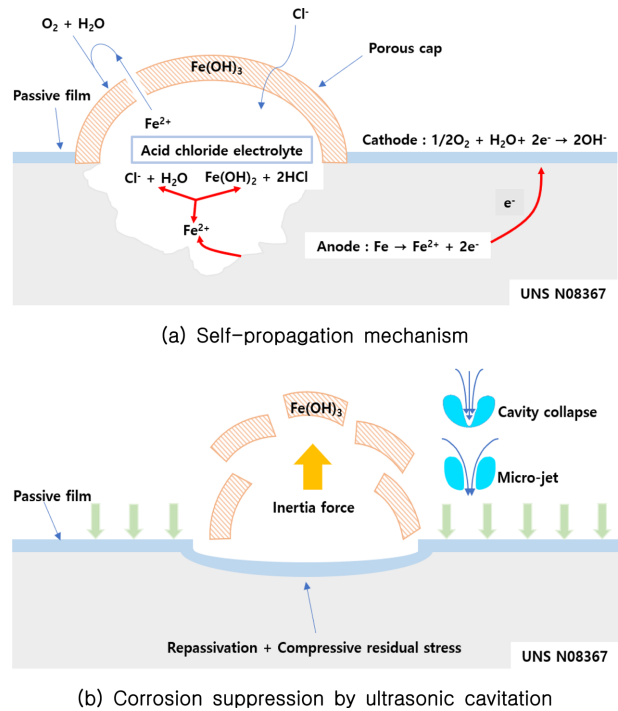 O₂ + H₂O
Cl⁻
Fe(OH)₃
Porous cap
Passive film
Fe²⁺
Acid chloride electrolyte
Cathode : 1/2O₂ + H₂O+ 2e⁻ → 2OH⁻
Cl⁻ + H₂O
Fe(OH)₂ + 2HCl
e⁻
Fe²⁺
Anode : Fe → Fe²⁺ + 2e⁻
UNS N08367
(a) Self-propagation mechanism
Fe(OH)₃
Cavity collapse
Micro-jet
Inertia force
Passive film
Repassivation + Compressive residual stress
UNS N08367
(b) Corrosion suppression by ultrasonic cavitation